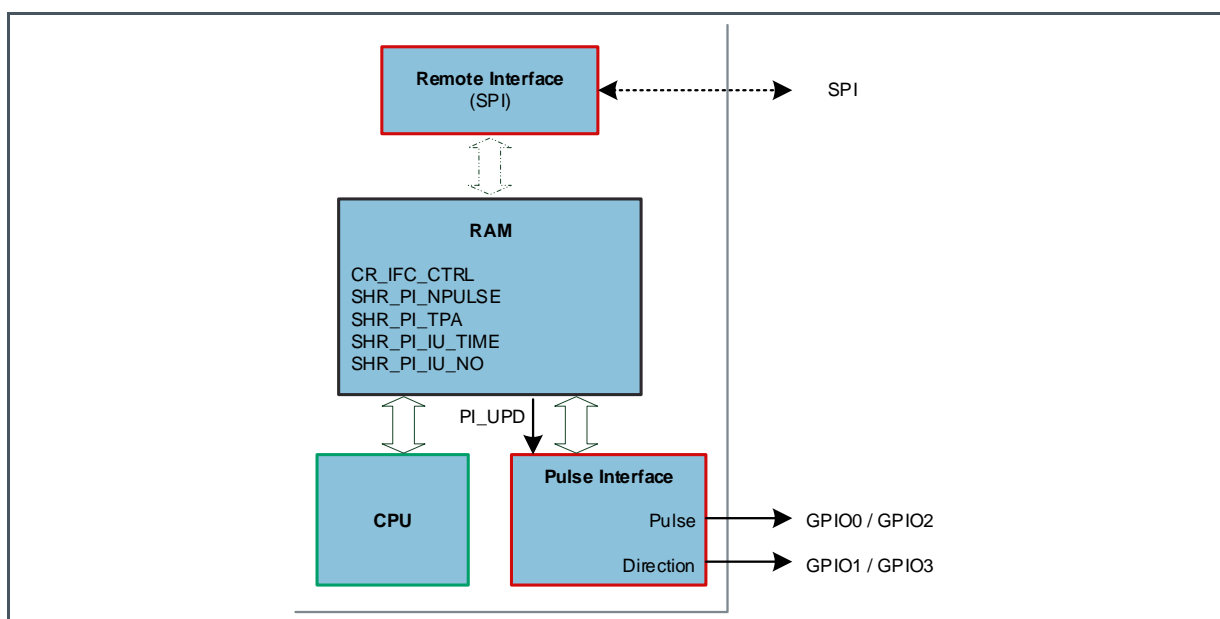 Remote Interface
(SPI)
SPI
RAM
CR_IFC_CTRL
SHR_PI_NPULSE
SHR_PI_TPA
SHR_PI_IU_TIME
SHR_PI_IU_NO
PI_UPD
CPU
Pulse Interface
Pulse
GPIO0 / GPIO2
Direction
GPIO1 / GPIO3